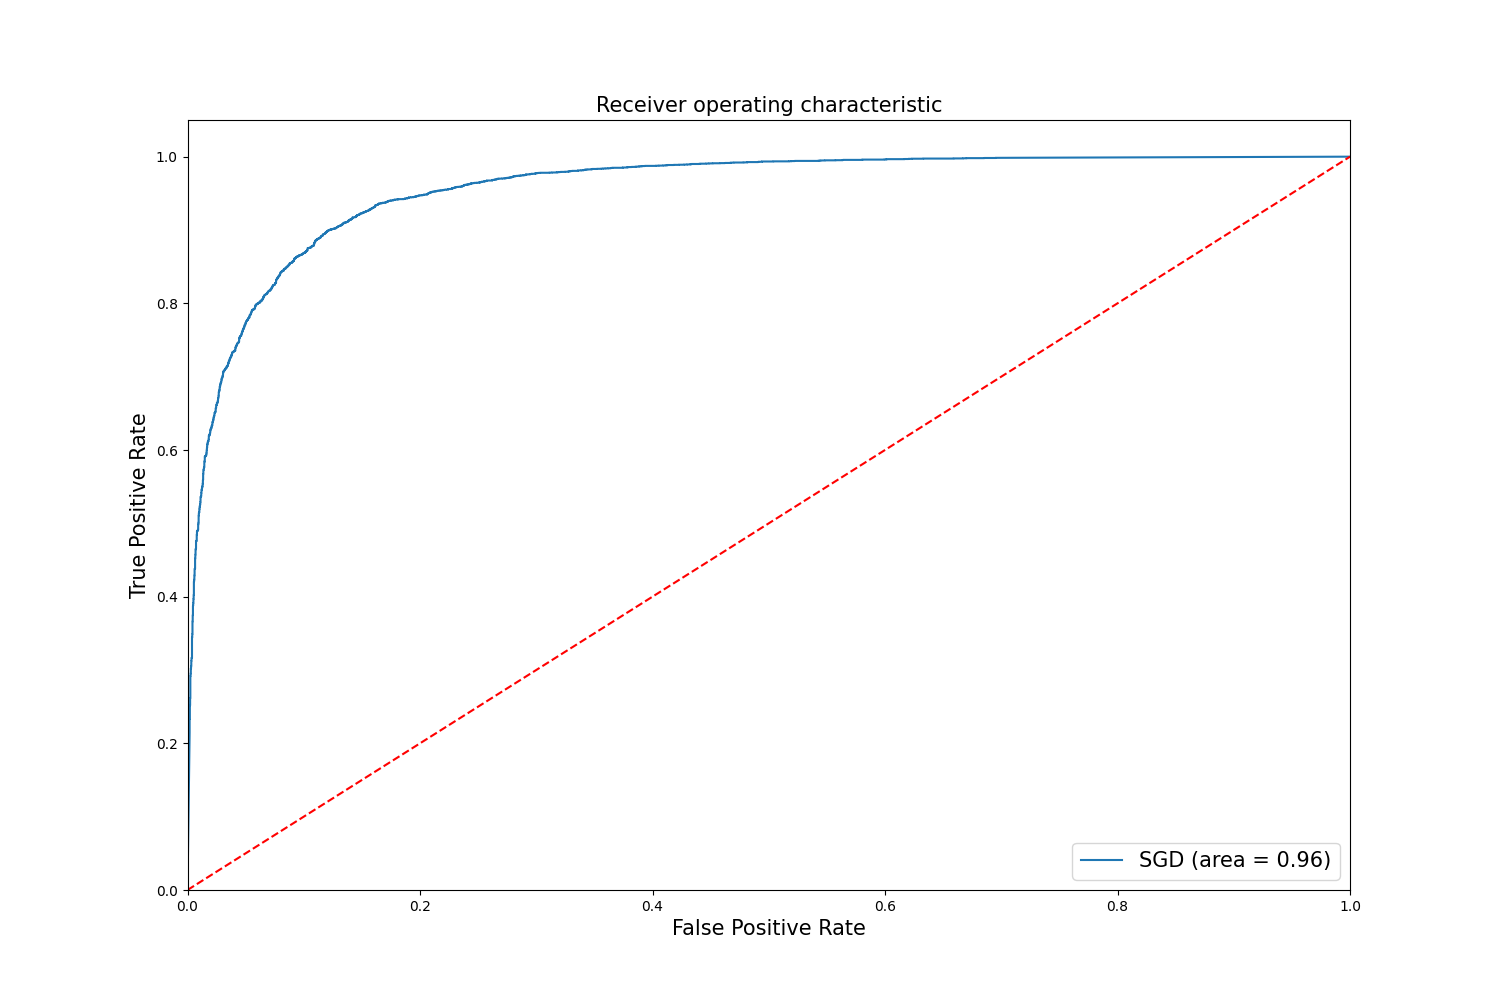 Receiver operating characteristic
1.0
0.8
0.6
0.4
0.2
0.0
True Positive Rate
0.0 0.2 0.4 0.6 0.8 1.0
False Positive Rate
SGD (area = 0.96)